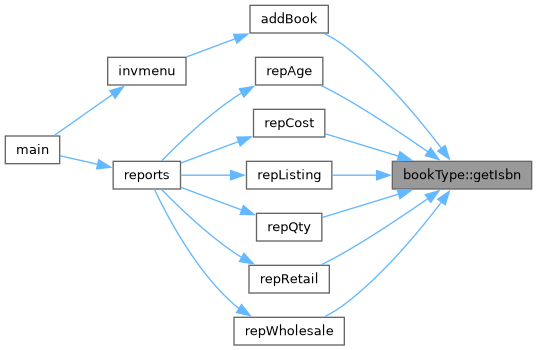 addBook
invmenu
repAge
repCost
main
reports
repListing
bookType::getIsbn
repQty
repRetail
repWholesale